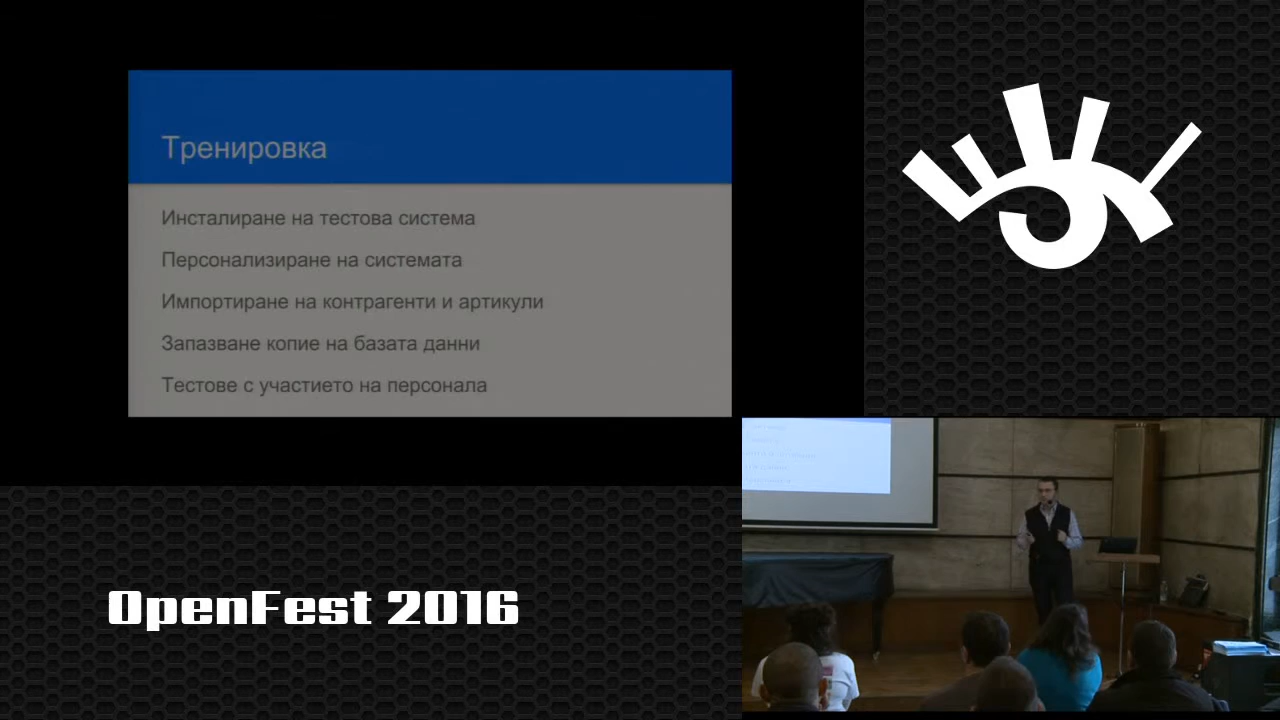 Тренировка
Инсталиране на тестова система
Персонализиране на системата
Импортиране на контрагенти и артикули
Запазване копие на базата данни
Тестове с участието на персонала
OpenFest 2016